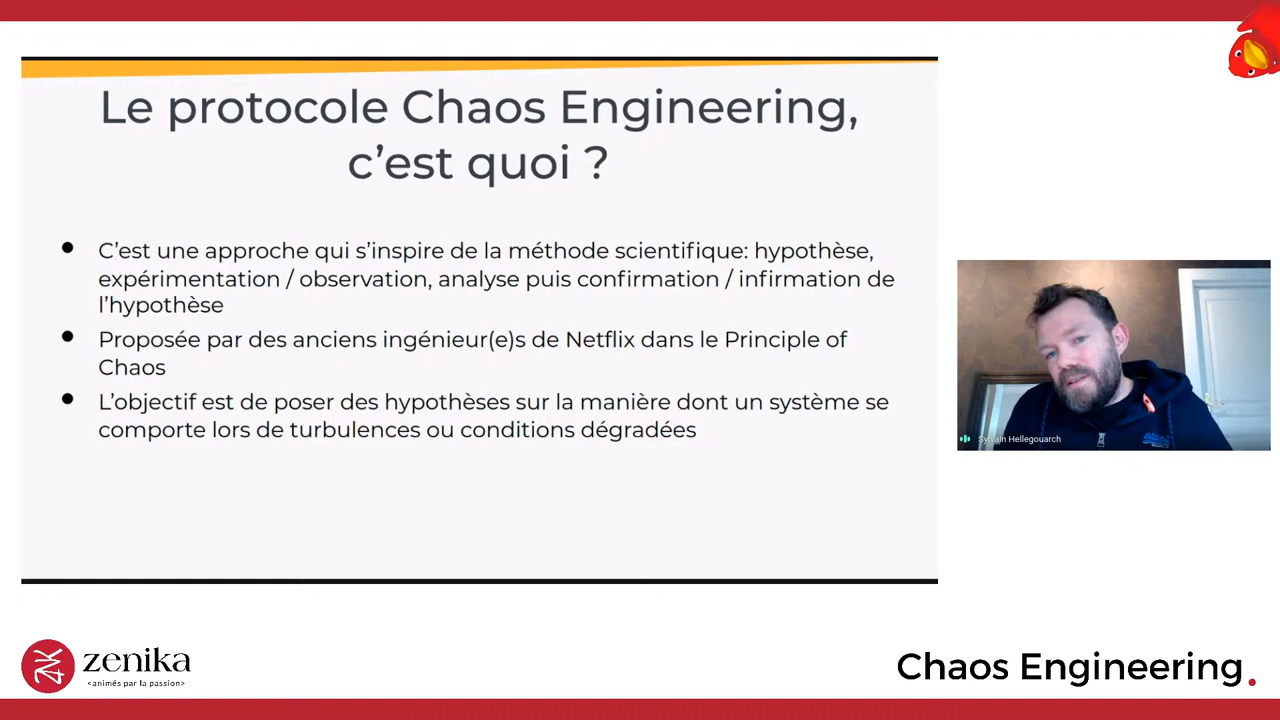 Le protocole Chaos Engineering,
c'est quoi ?
C'est une approche qui s'inspire de la méthode scientifique: hypothèse,
expérimentation / observation, analyse puis confirmation / infirmation de
l'hypothèse
Proposée par des anciens ingénieur(e)s de Netflix dans le Principle of
Chaos
L'objectif est de poser des hypothèses sur la manière dont un système se
comporte lors de turbulences ou conditions dégradées
Sylvain Hellegouarch
zenika
<animés par la passion>
Chaos Engineering.